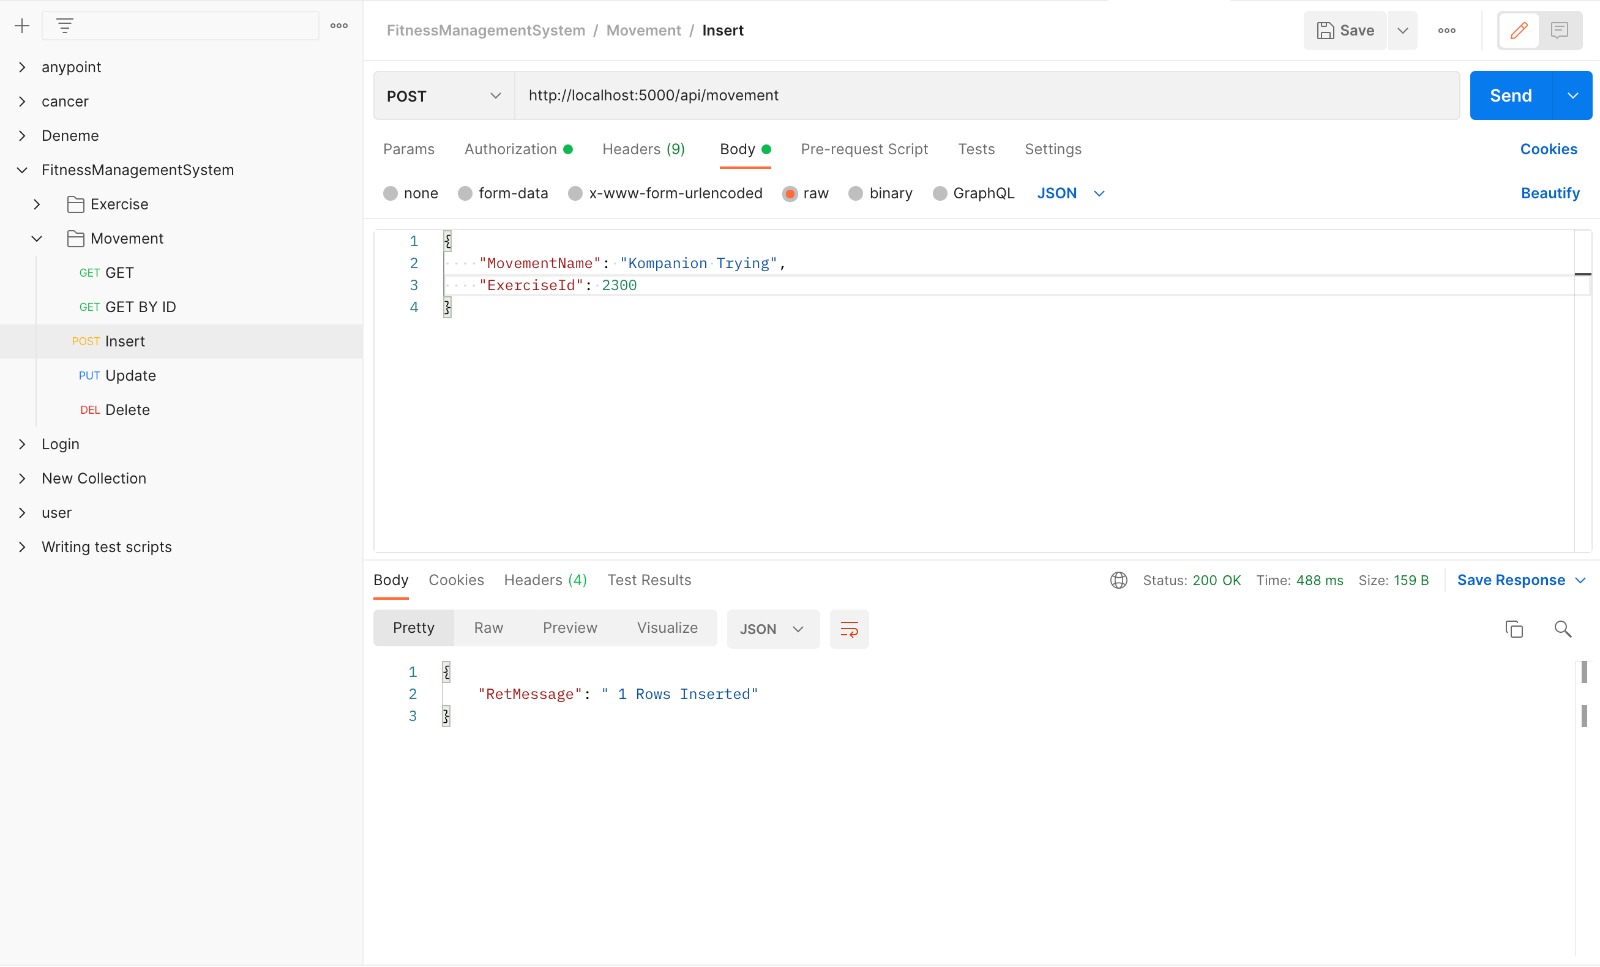 anypoint
cancer
Deneme
FitnessManagementSystem
Exercise
Movement
GET GET
GET GET BY ID
POST Insert
PUT Update
DEL Delete
Login
New Collection
user
Writing test scripts
FitnessManagementSystem / Movement / Insert
Save
POST http://localhost:5000/api/movement Send
Params Authorization Headers (9) Body Pre-request Script Tests Settings Cookies
none form-data x-www-form-urlencoded raw binary GraphQL JSON Beautify
1 {
2 "MovementName": "Kompanion Trying",
3 "ExerciseId": 2300
4 }
Body Cookies Headers (4) Test Results Status: 200 OK Time: 488 ms Size: 159 B Save Response
Pretty Raw Preview Visualize JSON
1 {
2 "RetMessage": " 1 Rows Inserted"
3 }